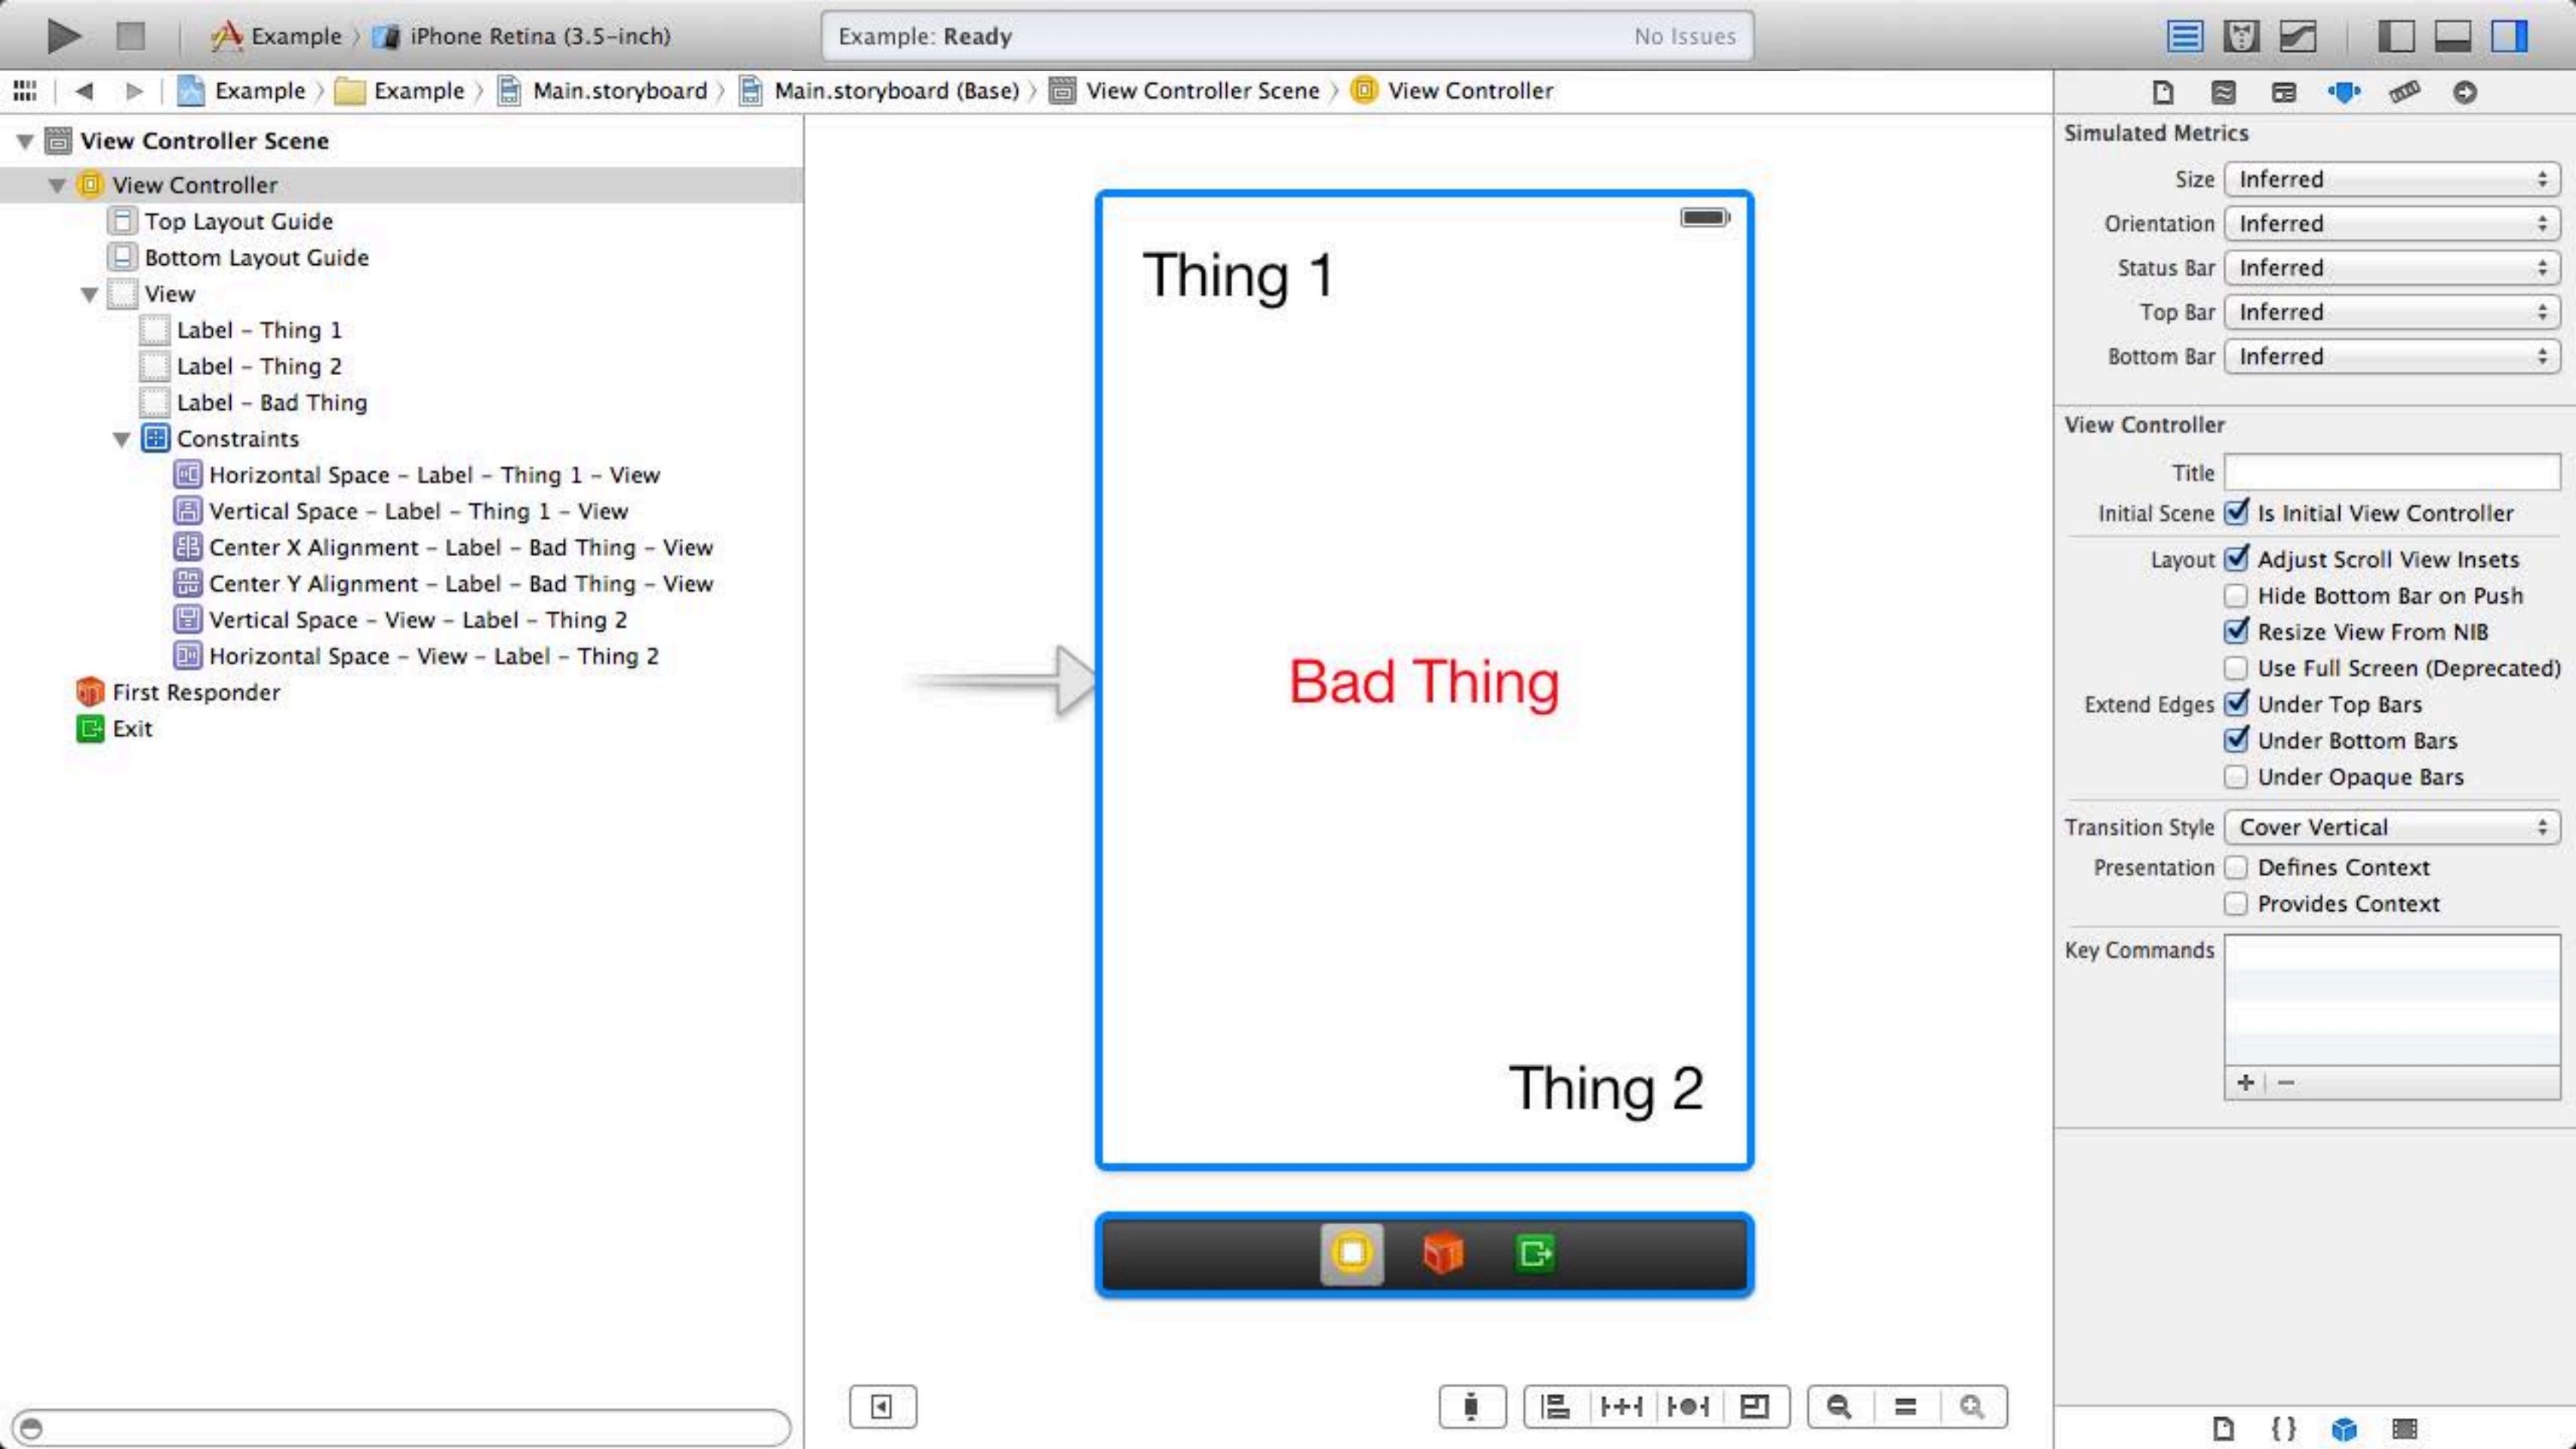 Example 〉 iPhone Retina (3.5-inch)
Example: Ready
No Issues
Example 〉 Example 〉 Main.storyboard 〉 Main.storyboard (Base) 〉 View Controller Scene 〉 View Controller
View Controller Scene
View Controller
Top Layout Guide
Bottom Layout Guide
View
Label – Thing 1
Label – Thing 2
Label – Bad Thing
Constraints
Horizontal Space – Label – Thing 1 – View
Vertical Space – Label – Thing 1 – View
Center X Alignment – Label – Bad Thing – View
Center Y Alignment – Label – Bad Thing – View
Vertical Space – View – Label – Thing 2
Horizontal Space – View – Label – Thing 2
First Responder
Exit
Thing 1
Bad Thing
Thing 2
Simulated Metrics
Size Inferred
Orientation Inferred
Status Bar Inferred
Top Bar Inferred
Bottom Bar Inferred
View Controller
Title
Initial Scene Is Initial View Controller
Layout Adjust Scroll View Insets
Hide Bottom Bar on Push
Resize View From NIB
Use Full Screen (Deprecated)
Extend Edges Under Top Bars
Under Bottom Bars
Under Opaque Bars
Transition Style Cover Vertical
Presentation Defines Context
Provides Context
Key Commands
+ −
{ }